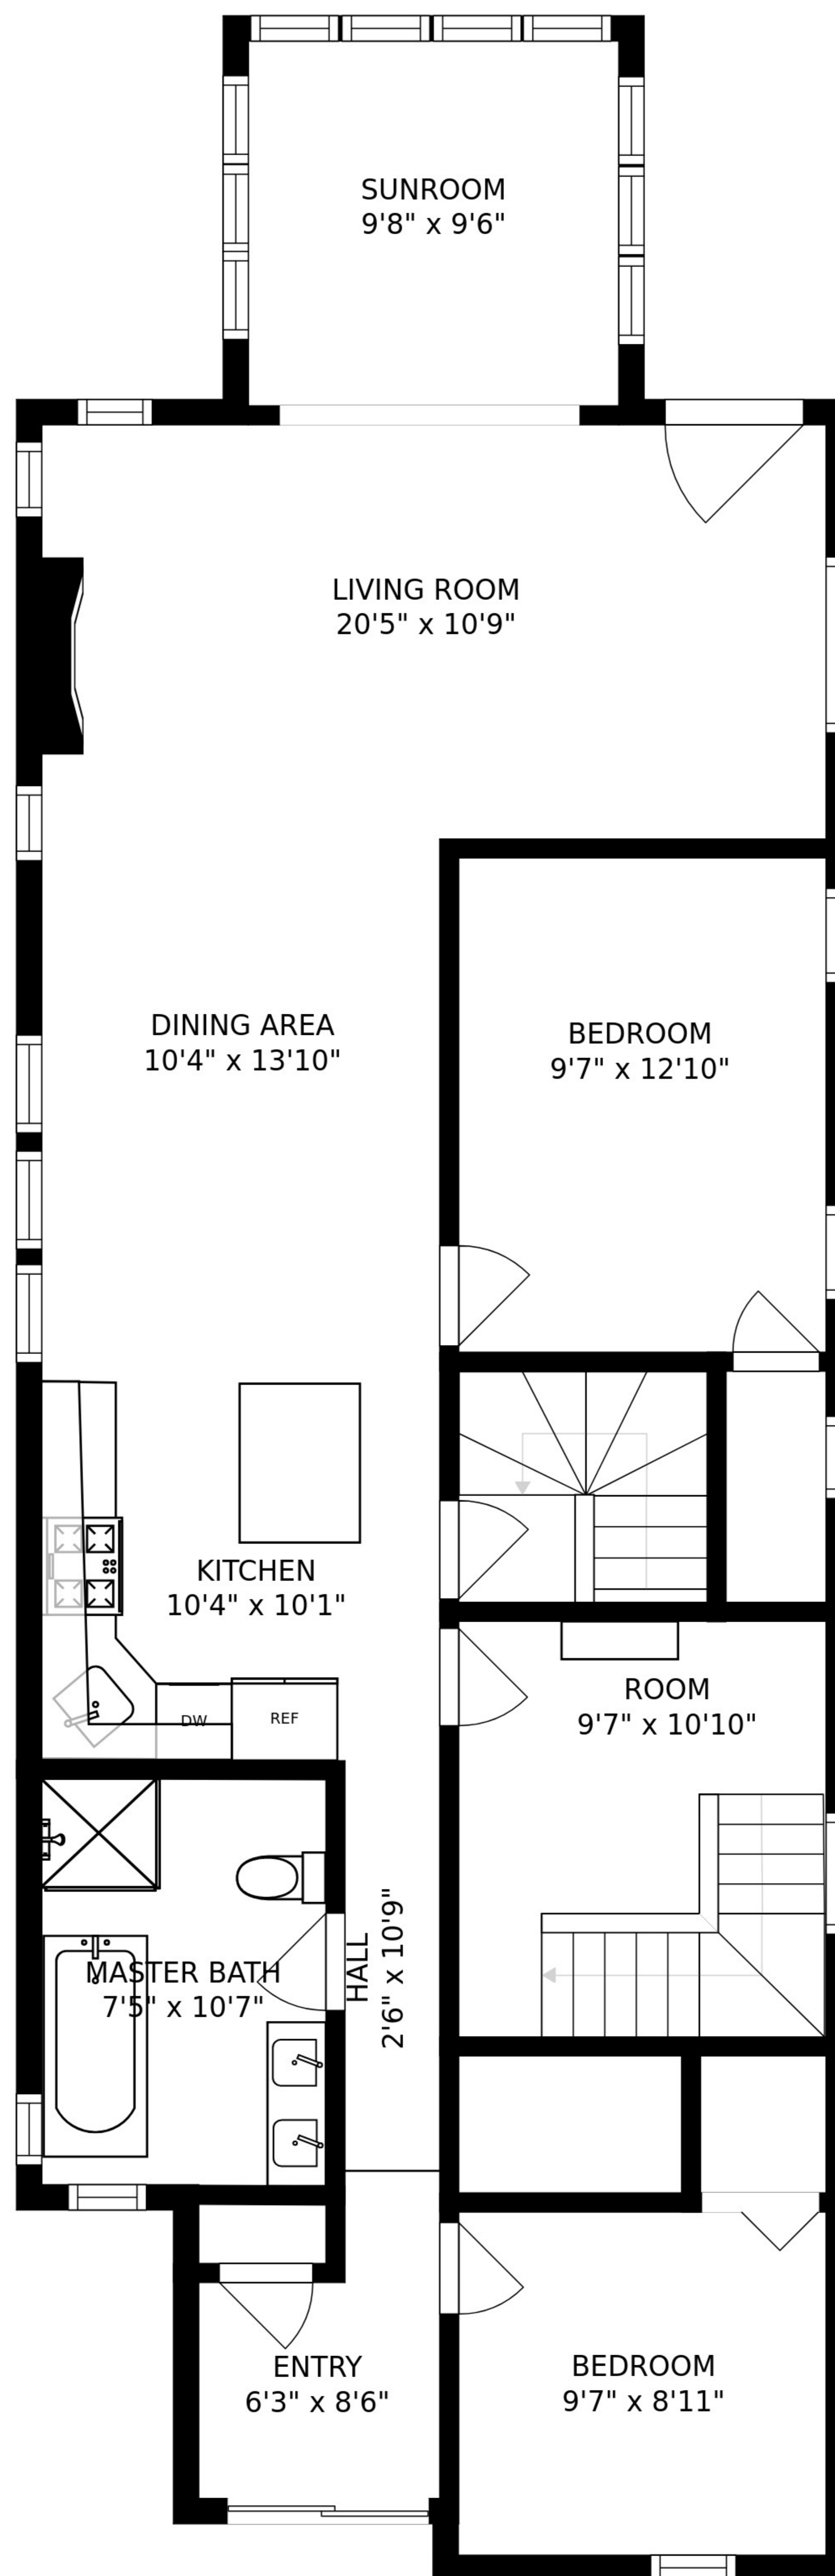 SUNROOM
9'8" x 9'6"
LIVING ROOM
20'5" x 10'9"
DINING AREA
10'4" x 13'10"
BEDROOM
9'7" x 12'10"
KITCHEN
10'4" x 10'1"
DW
REF
ROOM
9'7" x 10'10"
MASTER BATH
7'5" x 10'7"
HALL
2'6" x 10'9"
ENTRY
6'3" x 8'6"
BEDROOM
9'7" x 8'11"